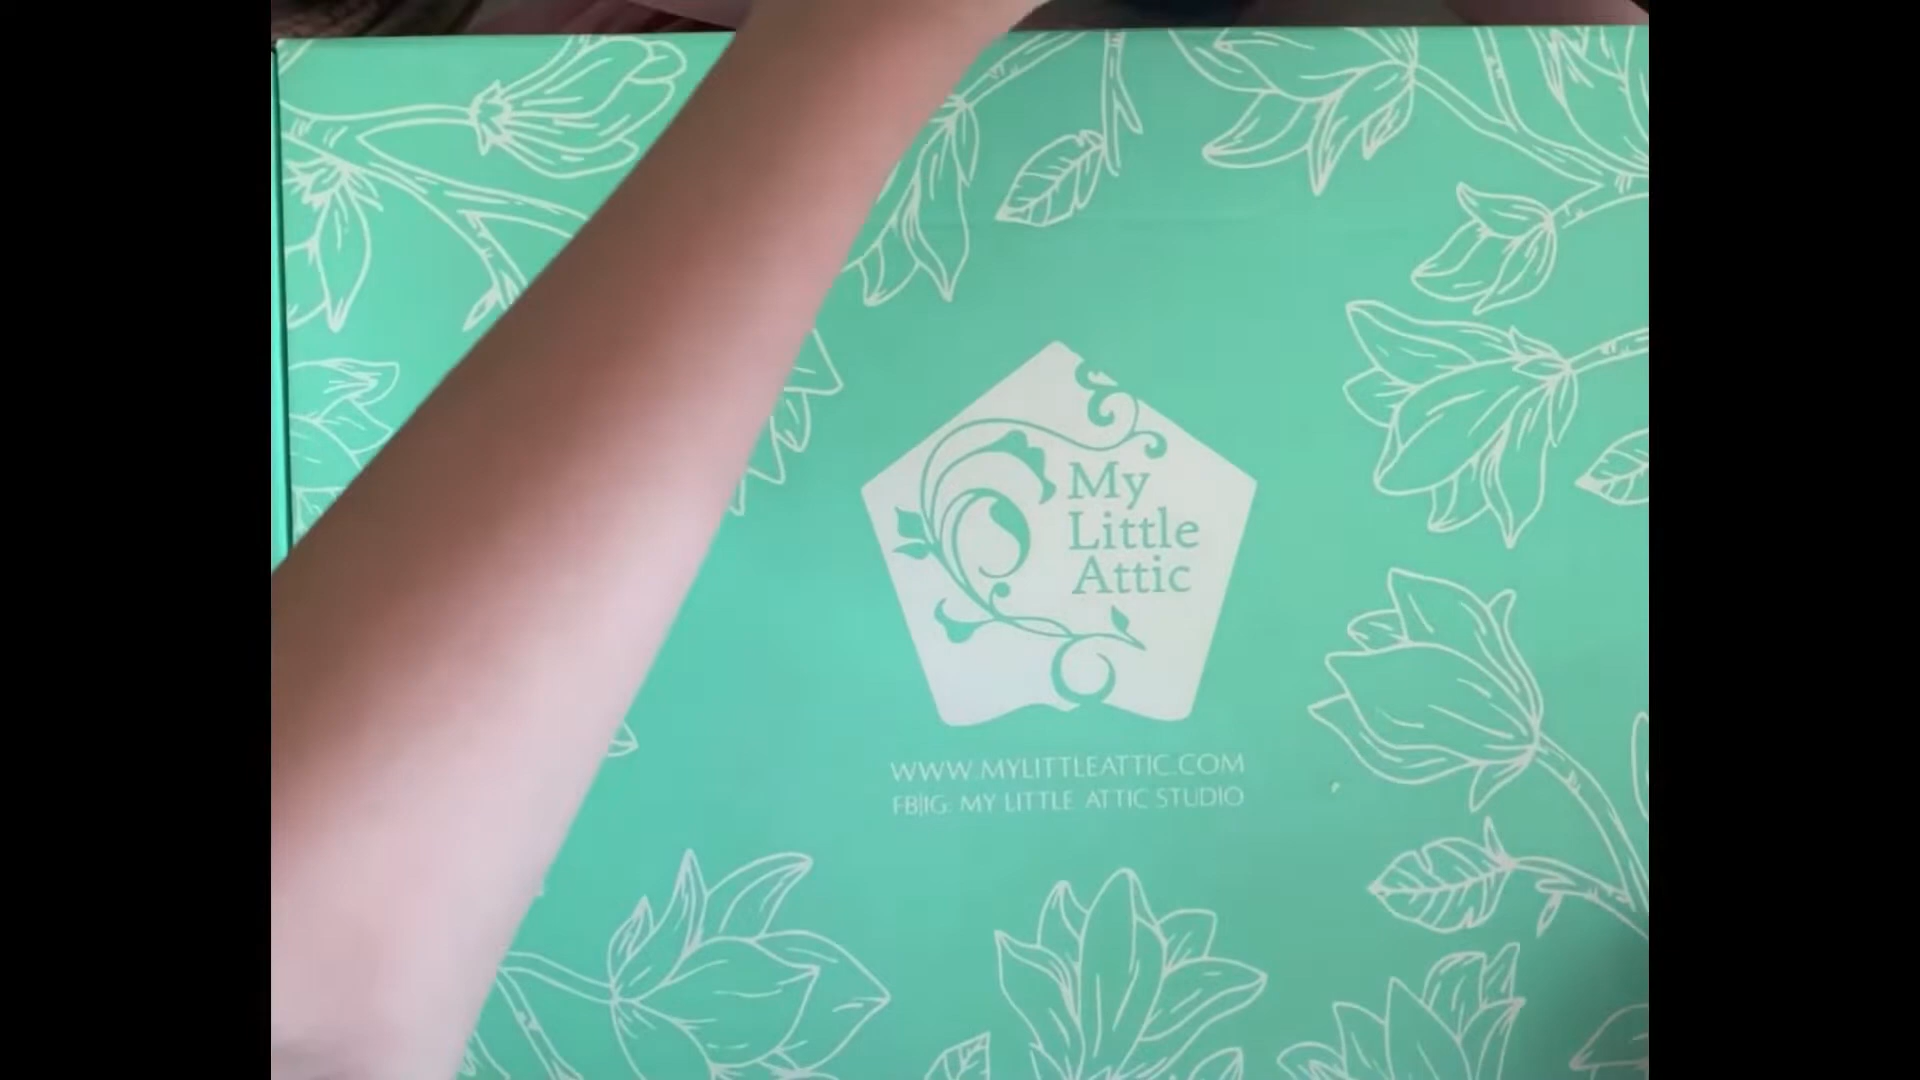 My
Little
Attic
WWW.MYLITTLEATTIC.COM
FB|IG: MY LITTLE ATTIC STUDIO